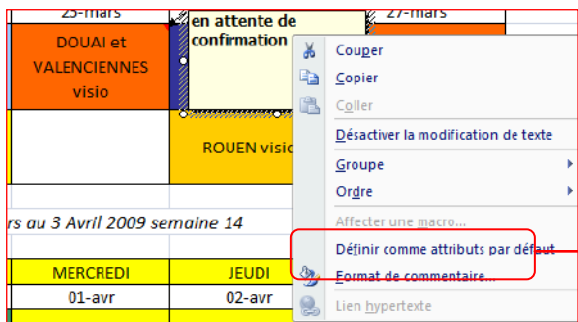 25-mars
27-mars
en attente de
confirmation
DOUAI et
VALENCIENNES
visio
ROUEN visio
Couper
Copier
Coller
Désactiver la modification de texte
Groupe
Ordre
Affecter une macro...
Définir comme attributs par défaut
Format de commentaire...
Lien hypertexte
rs au 3 Avril 2009 semaine 14
MERCREDI
JEUDI
01-avr
02-avr